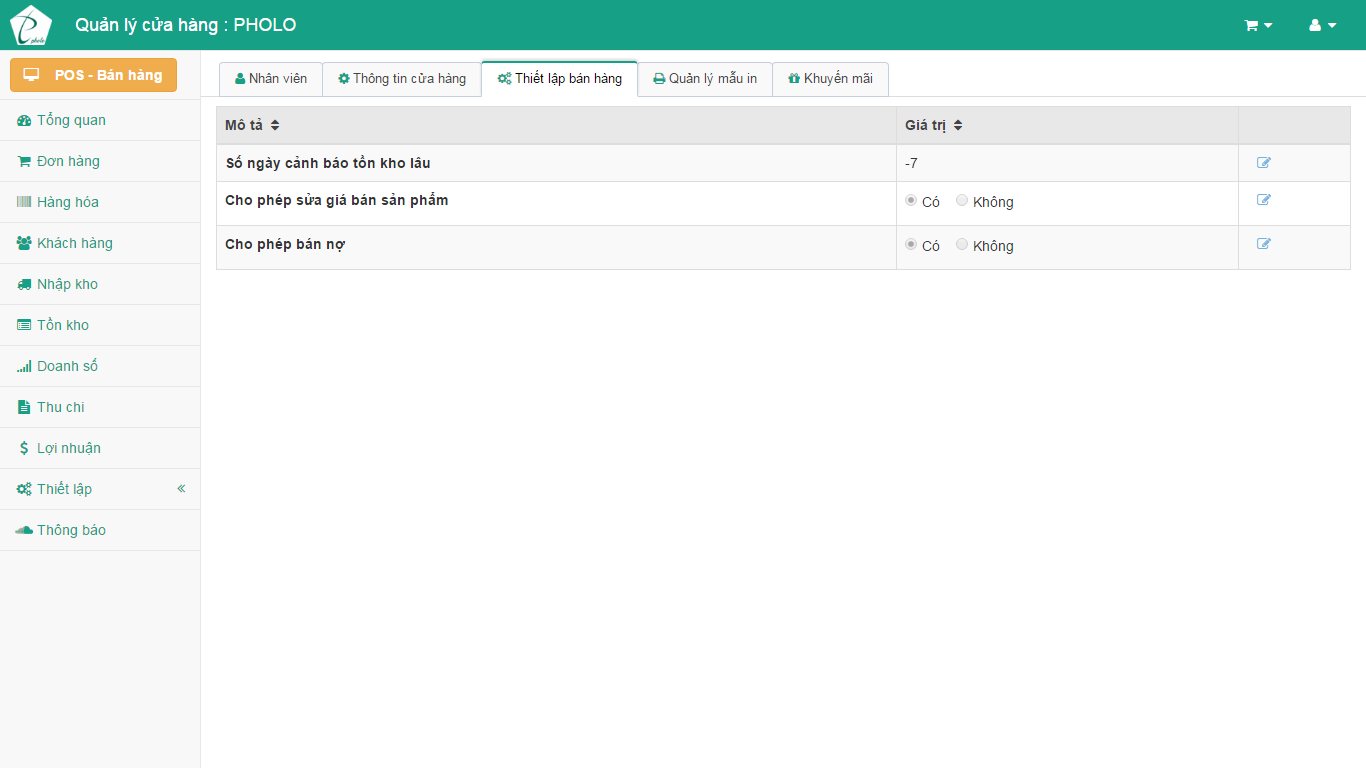 pholo
Quản lý cửa hàng : PHOLO
POS - Bán hàng
Tổng quan
Đơn hàng
Hàng hóa
Khách hàng
Nhập kho
Tồn kho
Doanh số
Thu chi
Lợi nhuận
Thiết lập
Thông báo
Nhân viên
Thông tin cửa hàng
Thiết lập bán hàng
Quản lý mẫu in
Khuyến mãi
Mô tả
Giá trị
Số ngày cảnh báo tồn kho lâu
-7
Cho phép sửa giá bán sản phẩm
Có Không
Cho phép bán nợ
Có Không